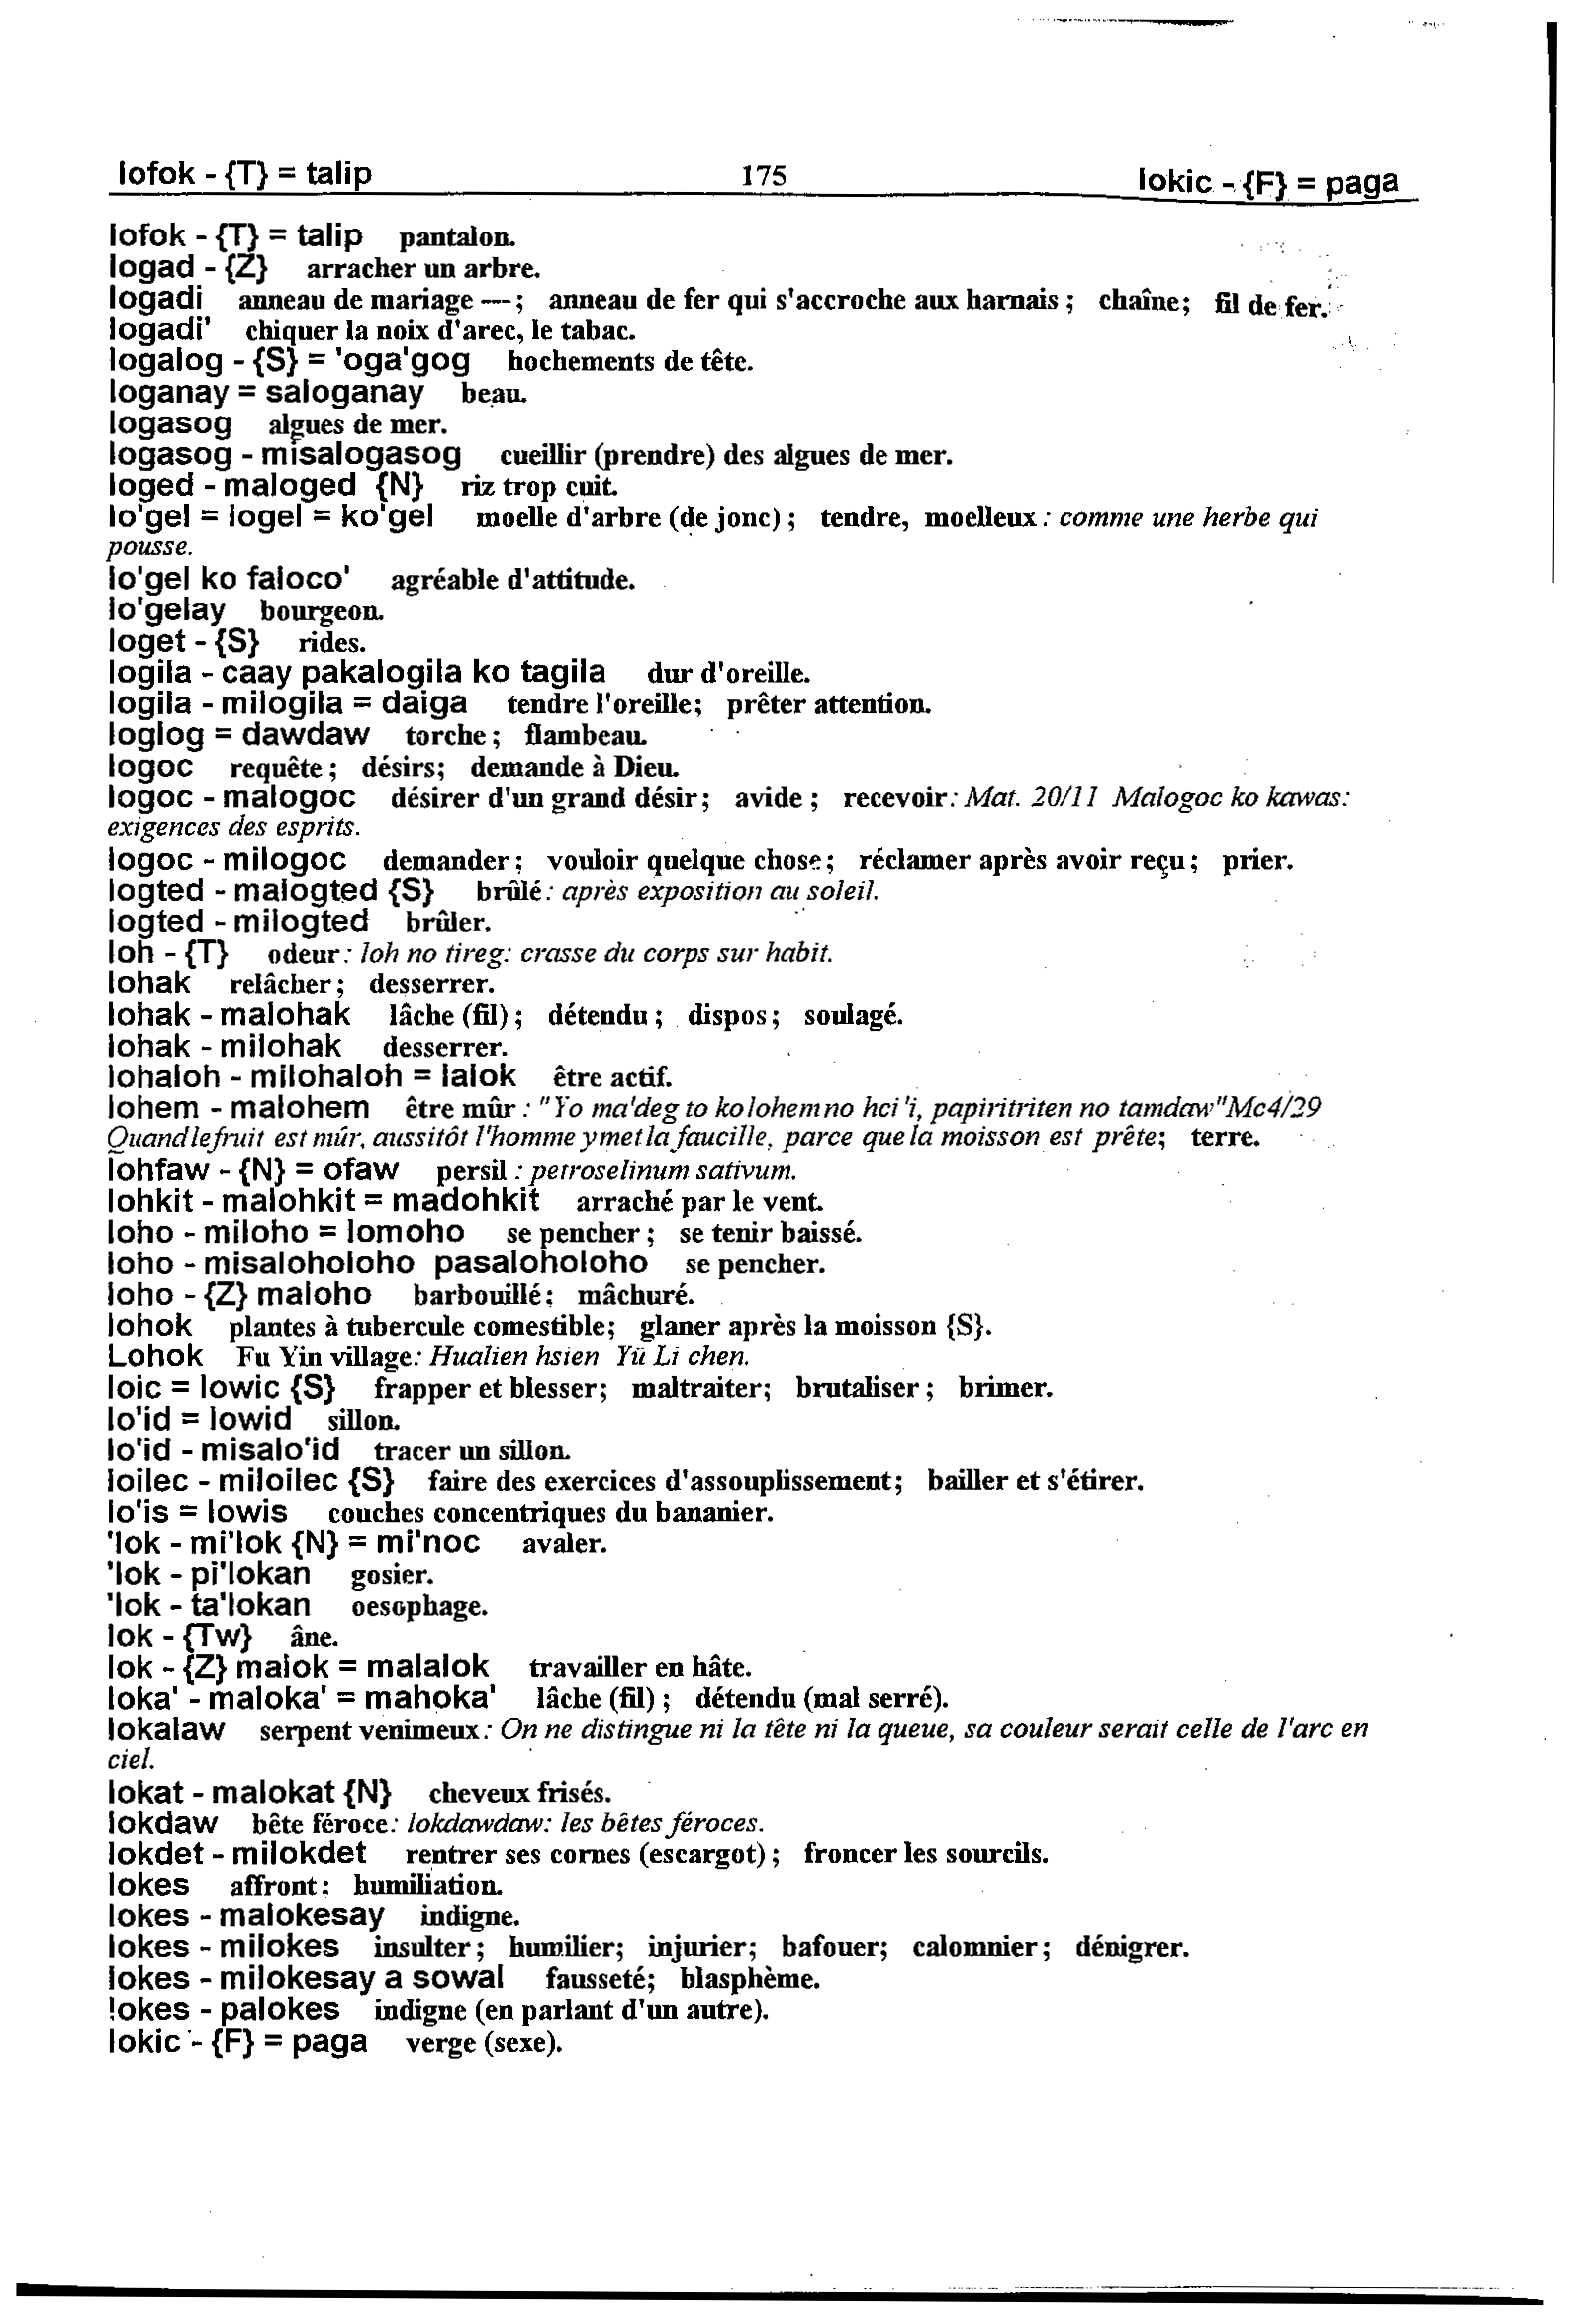 lofok - {T} = talip 175 lokic - {F} = paga
lofok - {T} = talip pantalon.
logad - {Z} arracher un arbre.
logadi anneau de mariage —; anneau de fer qui s'accroche aux harnais ; chaîne; fil de fer.
logadi' chiquer la noix d'arec, le tabac.
logalog - {S} = 'oga'gog hochements de tête.
loganay = saloganay beau.
logasog algues de mer.
logasog - misalogasog cueillir (prendre) des algues de mer.
loged - maloged {N} riz trop cuit.
lo'gel = logel = ko'gel moelle d'arbre (de jonc) ; tendre, moelleux : comme une herbe qui
pousse.
lo'gel ko faloco' agréable d'attitude.
lo'gelay bourgeon.
loget - {S} rides.
logila - caay pakalogila ko tagila dur d'oreille.
logila - milogila = daiga tendre l'oreille; prêter attention.
loglog = dawdaw torche ; flambeau.
logoc requête ; désirs; demande à Dieu.
logoc - malogoc désirer d'un grand désir ; avide ; recevoir: Mat. 20/11 Malogoc ko kawas:
exigences des esprits.
logoc - milogoc demander ; vouloir quelque chose; réclamer après avoir reçu ; prier.
logted - malogted {S} brûlé : après exposition au soleil.
logted - milogted brûler.
loh - {T} odeur : loh no tireg: crasse du corps sur habit.
lohak relâcher ; desserrer.
lohak - malohak lâche (fil) ; détendu ; dispos ; soulagé.
lohak - milohak desserrer.
lohaloh - milohaloh = lalok être actif.
lohem - malohem être mûr : "Yo ma'deg to ko lohem no hci'i, papiritriten no tamdaw" Mc4/29
Quand le fruit est mûr, aussitôt l'homme y met la faucille, parce que la moisson est prête; terre.
lohfaw - {N} = ofaw persil : petroselinum sativum.
lohkit - malohkit = madohkit arraché par le vent.
loho - miloho = lomoho se pencher ; se tenir baissé.
loho - misaloholoho pasaloholoho se pencher.
loho - {Z} maloho barbouillé ; mâchuré.
lohok plantes à tubercule comestible; glaner après la moisson {S}.
Lohok Fu Yin village: Hualien hsien Yü Li chen.
loic = lowic {S} frapper et blesser; maltraiter; brutaliser ; brimer.
lo'id = lowid sillon.
lo'id - misalo'id tracer un sillon.
loilec - miloilec {S} faire des exercices d'assouplissement; bailler et s'étirer.
lo'is = lowis couches concentriques du bananier.
'lok - mi'lok {N} = mi'noc avaler.
'lok - pi'lokan gosier.
'lok - ta'lokan oesophage.
lok - {Tw} âne.
lok - {Z} malok = malalok travailler en hâte.
loka' - maloka' = mahoka' lâche (fil) ; détendu (mal serré).
lokalaw serpent venimeux : On ne distingue ni la tête ni la queue, sa couleur serait celle de l'arc en
ciel.
lokat - malokat {N} cheveux frisés.
lokdaw bête féroce: lokdawdaw: les bêtes féroces.
lokdet - milokdet rentrer ses cornes (escargot) ; froncer les sourcils.
lokes affront ; humiliation.
lokes - malokesay indigne.
lokes - milokes insulter ; humilier; injurier; bafouer; calomnier ; dénigrer.
lokes - milokesay a sowal fausseté; blasphème.
lokes - palokes indigne (en parlant d'un autre).
lokic - {F} = paga verge (sexe).